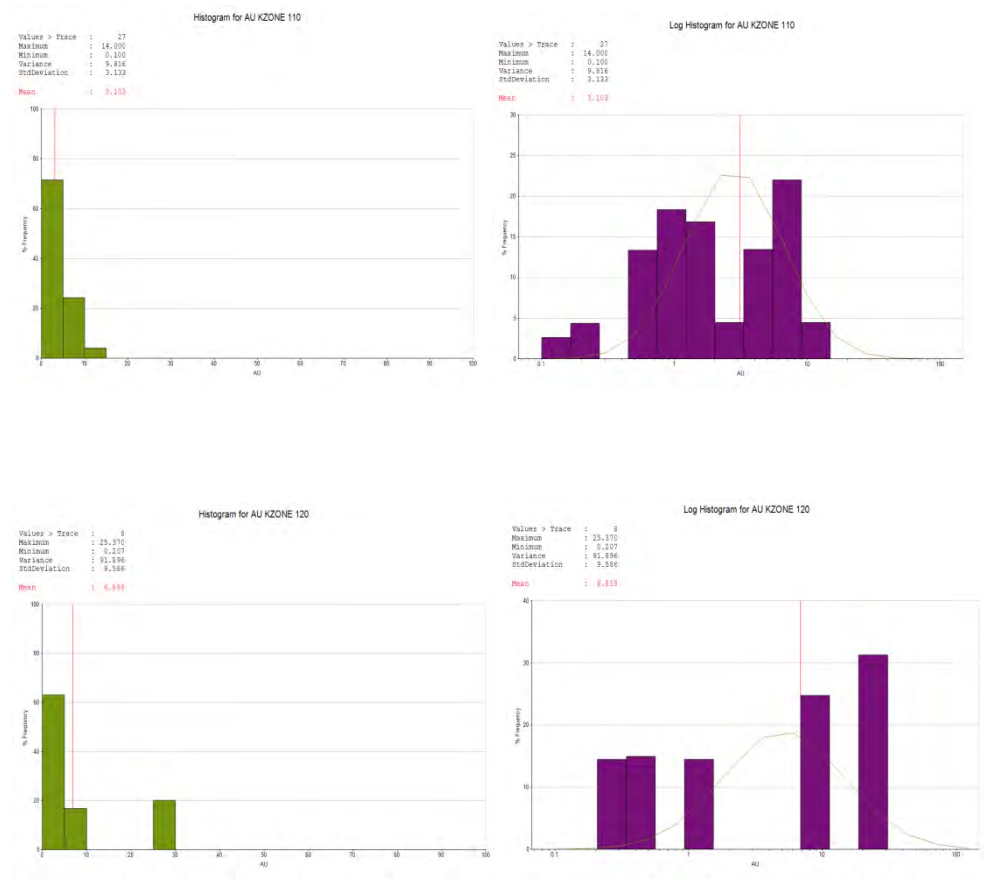 Histogram for AU KZONE 110
Values > Trace : 27
Maximum : 14.000
Minimum : 0.100
Variance : 9.816
StdDeviation : 3.133
Mean : 3.103
100
80
60
40
20
0
% Frequency
0 10 20 30 40 50 60 70 80 90 100
AU
Log Histogram for AU KZONE 110
Values > Trace : 27
Maximum : 14.000
Minimum : 0.100
Variance : 9.816
StdDeviation : 3.133
Mean : 3.103
30
25
20
15
10
5
0
% Frequency
0.1 1 10 100
AU
Histogram for AU KZONE 120
Values > Trace : 8
Maximum : 25.370
Minimum : 0.207
Variance : 91.896
StdDeviation :
Mean :
100
80
60
40
20
0
% Frequency
0 10 20 30 40 50 60 70 80 90 100
AU
Log Histogram for AU KZONE 120
Values > Trace : 8
Maximum : 25.370
Minimum : 0.207
Variance : 91.896
StdDeviation : 9.586
Mean :
40
30
20
10
0
% Frequency
0.1 1 10 100
AU